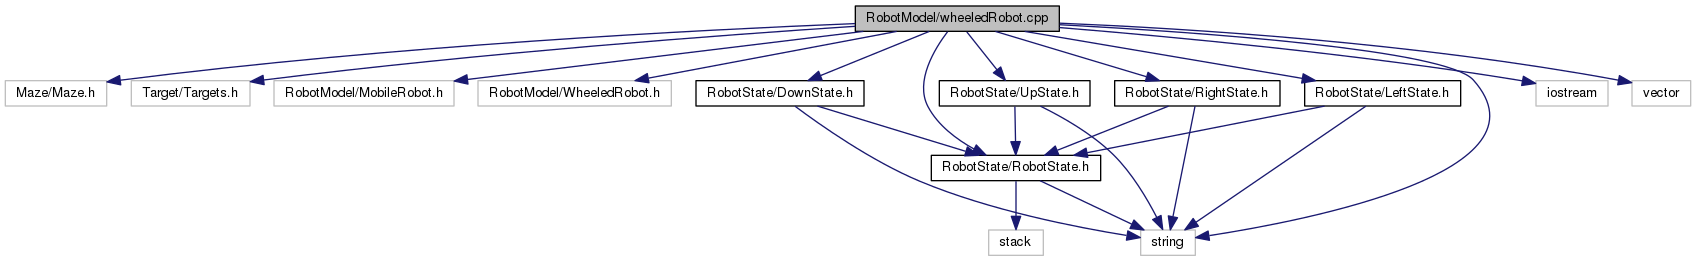 RobotModel/wheeledRobot.cpp
Maze/Maze.h
Target/Targets.h
RobotModel/MobileRobot.h
RobotModel/WheeledRobot.h
RobotState/DownState.h
RobotState/UpState.h
RobotState/RightState.h
RobotState/LeftState.h
iostream
vector
RobotState/RobotState.h
stack
string